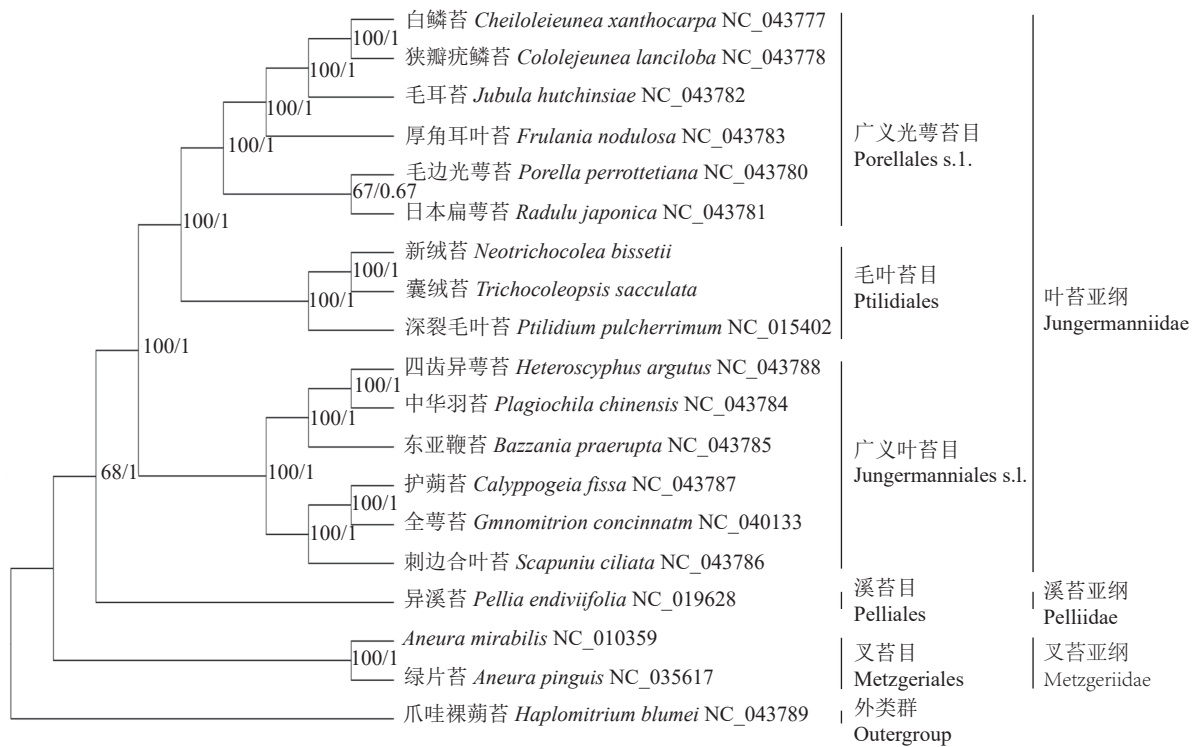 白鳞苔 Cheiloleieunea xanthocarpa NC_043777
100/1
狭瓣疣鳞苔 Cololejeunea lanciloba NC_043778
100/1
毛耳苔 Jubula hutchinsiae NC_043782
100/1
厚角耳叶苔 Frulania nodulosa NC_043783
100/1
广义光萼苔目
Porellales s.1.
毛边光萼苔 Porella perrottetiana NC_043780
67/0.67
日本扁萼苔 Radulu japonica NC_043781
100/1
新绒苔 Neotrichocolea bissetii
100/1
囊绒苔 Trichocoleopsis sacculata
100/1
毛叶苔目
Ptilidiales
深裂毛叶苔 Ptilidium pulcherrimum NC_015402
叶苔亚纲
Jungermanniidae
100/1
四齿异萼苔 Heteroscyphus argutus NC_043788
100/1
中华羽苔 Plagiochila chinensis NC_043784
100/1
东亚鞭苔 Bazzania praerupta NC_043785
广义叶苔目
Jungermanniales s.l.
68/1
100/1
护蒴苔 Calyppogeia fissa NC_043787
100/1
全萼苔 Gmnomitrion concinnatm NC_040133
100/1
刺边合叶苔 Scapuniu ciliata NC_043786
异溪苔 Pellia endiviifolia NC_019628
溪苔目
Pelliales
溪苔亚纲
Pelliidae
Aneura mirabilis NC_010359
100/1
绿片苔 Aneura pinguis NC_035617
叉苔目
Metzgeriales
叉苔亚纲
Metzgeriidae
爪哇裸蒴苔 Haplomitrium blumei NC_043789
外类群
Outergroup